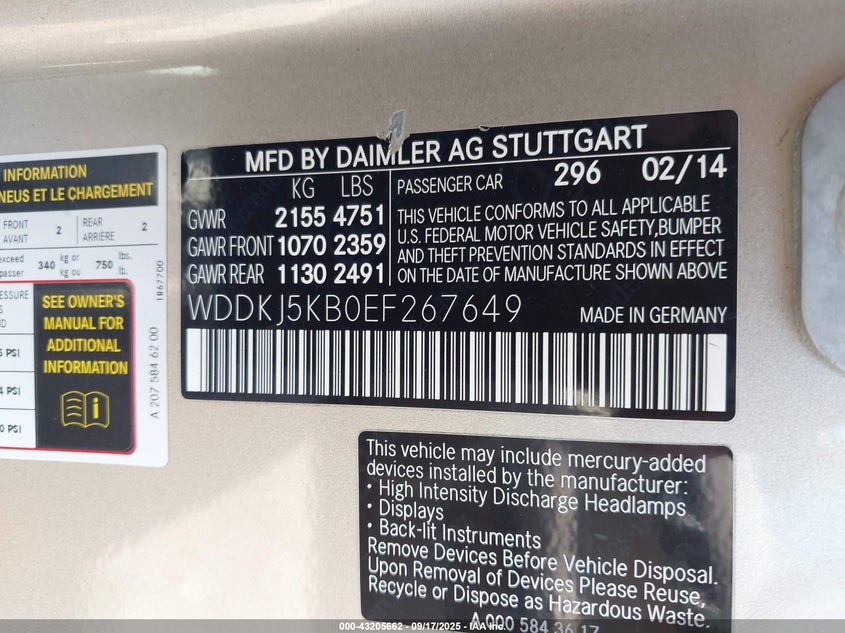 INFORMATION
NEUS ET LE CHARGEMENT
FRONT
AVANT
2
REAR
ARRIÈRE
2
exceed
passer
340
kg or
kg ou
750
lbs.
lb.
SEE OWNER'S
MANUAL FOR
ADDITIONAL
INFORMATION
PSI
PSI
PSI
1867700
A 207 584 62 00
MFD BY DAIMLER AG STUTTGART
KG LBS
GVWR 2155 4751
GAWR FRONT 1070 2359
GAWR REAR 1130 2491
PASSENGER CAR 296 02/14
THIS VEHICLE CONFORMS TO ALL APPLICABLE
U.S. FEDERAL MOTOR VEHICLE SAFETY,BUMPER
AND THEFT PREVENTION STANDARDS IN EFFECT
ON THE DATE OF MANUFACTURE SHOWN ABOVE
WDDKJ5KB0EF267649 MADE IN GERMANY
This vehicle may include mercury-added
devices installed by the manufacturer:
• High Intensity Discharge Headlamps
• Displays
• Back-lit Instruments
Remove Devices Before Vehicle Disposal.
Upon Removal of Devices Please Reuse,
Recycle or Dispose as Hazardous Waste.
A 000 584 36 17
000-43205662 - 09/17/2025 - IAA Inc.